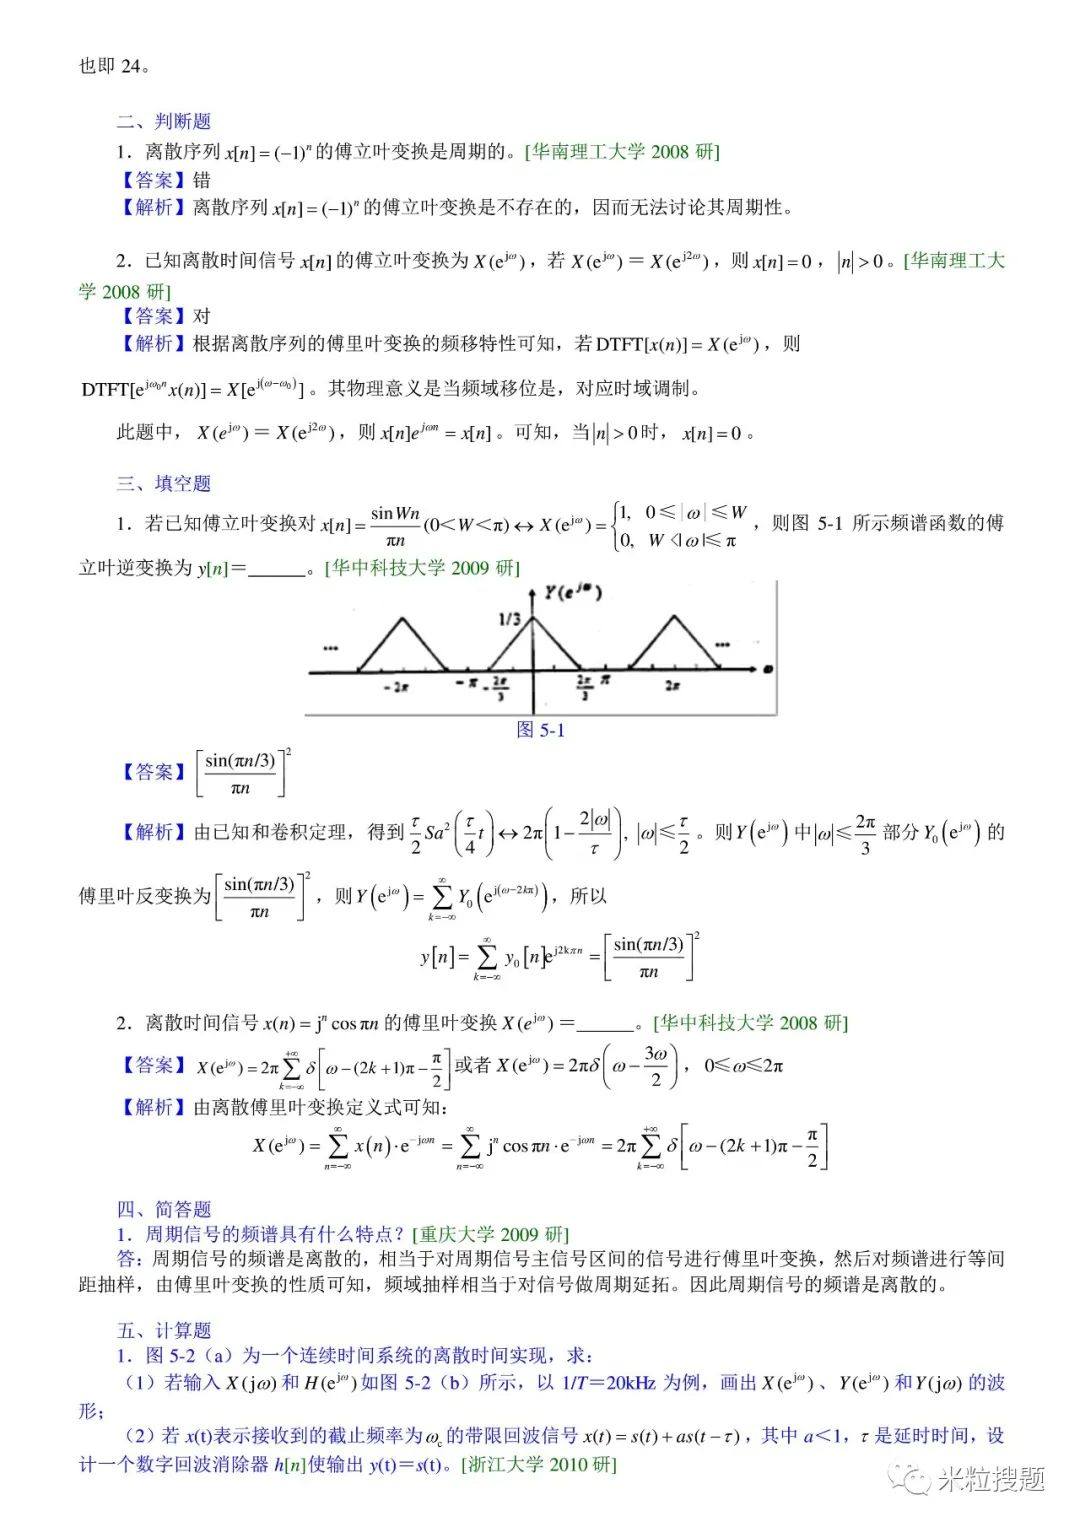 也即 24。
二、判断题
1．离散序列 x[n] = (−1)ⁿ 的傅立叶变换是周期的。[华南理工大学 2008 研]
【答案】错
【解析】离散序列 x[n] = (−1)ⁿ 的傅立叶变换是不存在的，因而无法讨论其周期性。
2．已知离散时间信号 x[n] 的傅立叶变换为 X(e^{jω})，若 X(e^{jω}) = X(e^{j2ω})，则 x[n] = 0，|n| > 0。[华南理工大
学 2008 研]
【答案】对
【解析】根据离散序列的傅里叶变换的频移特性可知，若 DTFT[x(n)] = X(e^{jω})，则
DTFT[e^{jω₀n}x(n)] = X[e^{j(ω−ω₀)}]。其物理意义是当频域移位是，对应时域调制。
此题中，X(e^{jω}) = X(e^{j2ω})，则 x[n]e^{jωn} = x[n]。可知，当|n| > 0 时，x[n] = 0。
三、填空题
1．若已知傅立叶变换对 x[n] = \frac{sin Wn}{πn} (0＜W＜π) ↔ X(e^{jω}) = {1, 0≤|ω|≤W; 0, W<|ω|≤π，则图 5-1 所示频谱函数的傅
立叶逆变换为 y[n]＝______。[华中科技大学 2009 研]
Y(e^{jω})
1/3
... ...
−2π −π −2π/3 2π/3 π 2π ω
图 5-1
【答案】[\frac{sin(πn/3)}{πn}]²
【解析】由已知和卷积定理，得到 \frac{τ}{2}Sa²(\frac{τ}{4}t) ↔ 2π(1−\frac{2|ω|}{τ}), |ω|≤\frac{τ}{2}。则 Y(e^{jω}) 中 |ω|≤\frac{2π}{3} 部分 Y₀(e^{jω}) 的
傅里叶反变换为 [\frac{sin(πn/3)}{πn}]²，则 Y(e^{jω}) = \sum_{k=−∞}^{∞} Y₀(e^{j(ω−2kπ)})，所以
y[n] = \sum_{k=−∞}^{∞} y₀[n]e^{j2kπn} = [\frac{sin(πn/3)}{πn}]²
2．离散时间信号 x(n) = jⁿ cos πn 的傅里叶变换 X(e^{jω})＝______。[华中科技大学 2008 研]
【答案】X(e^{jω}) = 2π\sum_{k=−∞}^{+∞} δ[ω−(2k+1)π−\frac{π}{2}] 或者 X(e^{jω}) = 2πδ(ω−\frac{3ω}{2})，0≤ω≤2π
【解析】由离散傅里叶变换定义式可知：
X(e^{jω}) = \sum_{n=−∞}^{∞} x(n)·e^{−jωn} = \sum_{n=−∞}^{∞} jⁿ cos πn·e^{−jωn} = 2π\sum_{k=−∞}^{+∞} δ[ω−(2k+1)π−\frac{π}{2}]
四、简答题
1．周期信号的频谱具有什么特点？[重庆大学 2009 研]
答：周期信号的频谱是离散的，相当于对周期信号主信号区间的信号进行傅里叶变换，然后对频谱进行等间
距抽样，由傅里叶变换的性质可知，频域抽样相当于对信号做周期延拓。因此周期信号的频谱是离散的。
五、计算题
1．图 5-2（a）为一个连续时间系统的离散时间实现，求：
（1）若输入 X(jω) 和 H(e^{jω}) 如图 5-2（b）所示，以 1/T＝20kHz 为例，画出 X(e^{jω})、Y(e^{jω}) 和 Y(jω) 的波
形；
（2）若 x(t)表示接收到的截止频率为 ω_c 的带限回波信号 x(t) = s(t) + as(t−τ)，其中 a＜1，τ 是延时时间，设
计一个数字回波消除器 h[n]使输出 y(t)＝s(t)。[浙江大学 2010 研]
米粒搜题